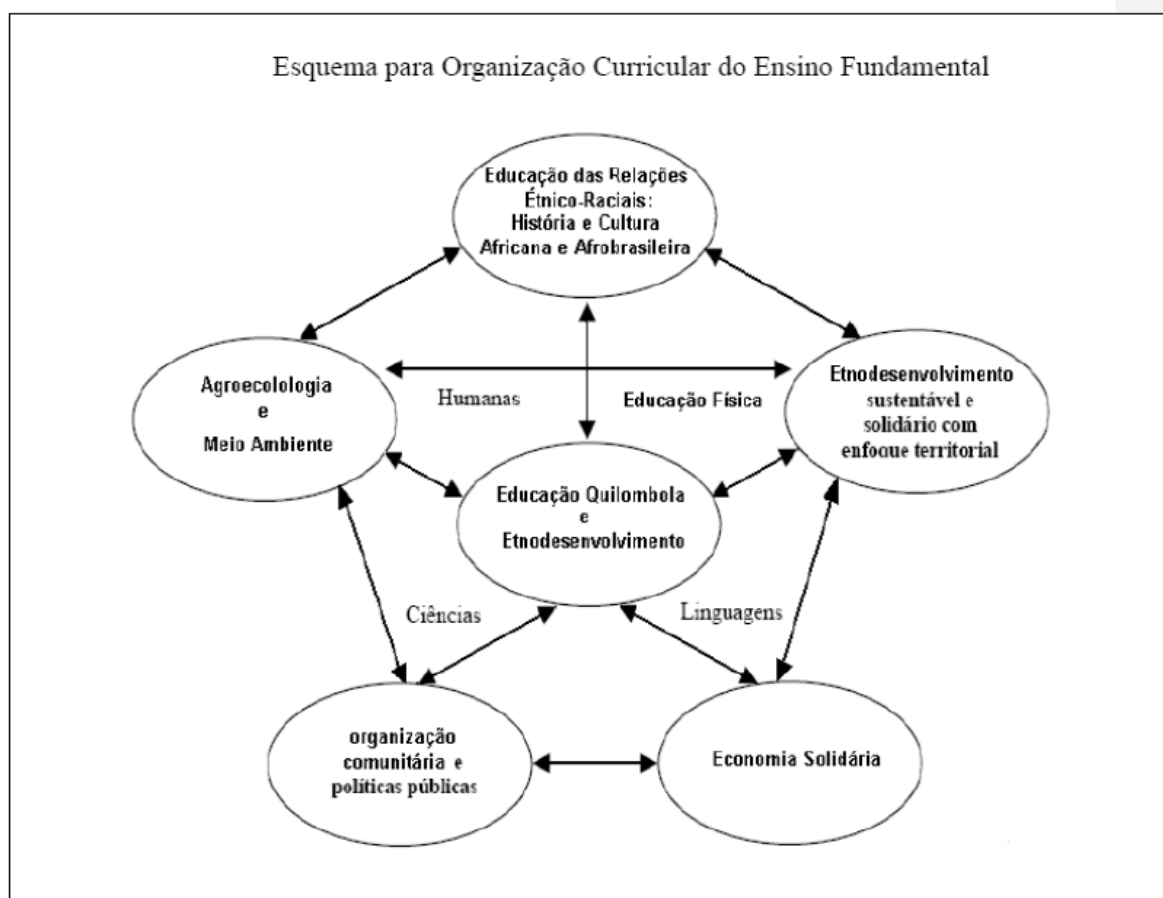 Esquema para Organização Curricular do Ensino Fundamental
Educação das Relações
Étnico-Raciais:
História e Cultura
Africana e Afrobrasileira
Agroecolologia
e
Meio Ambiente
Humanas
Educação Física
Etnodesenvolvimento
sustentável e
solidário com
enfoque territorial
Educação Quilombola
e
Etnodesenvolvimento
Ciências
Linguagens
organização
comunitária e
políticas públicas
Economia Solidária